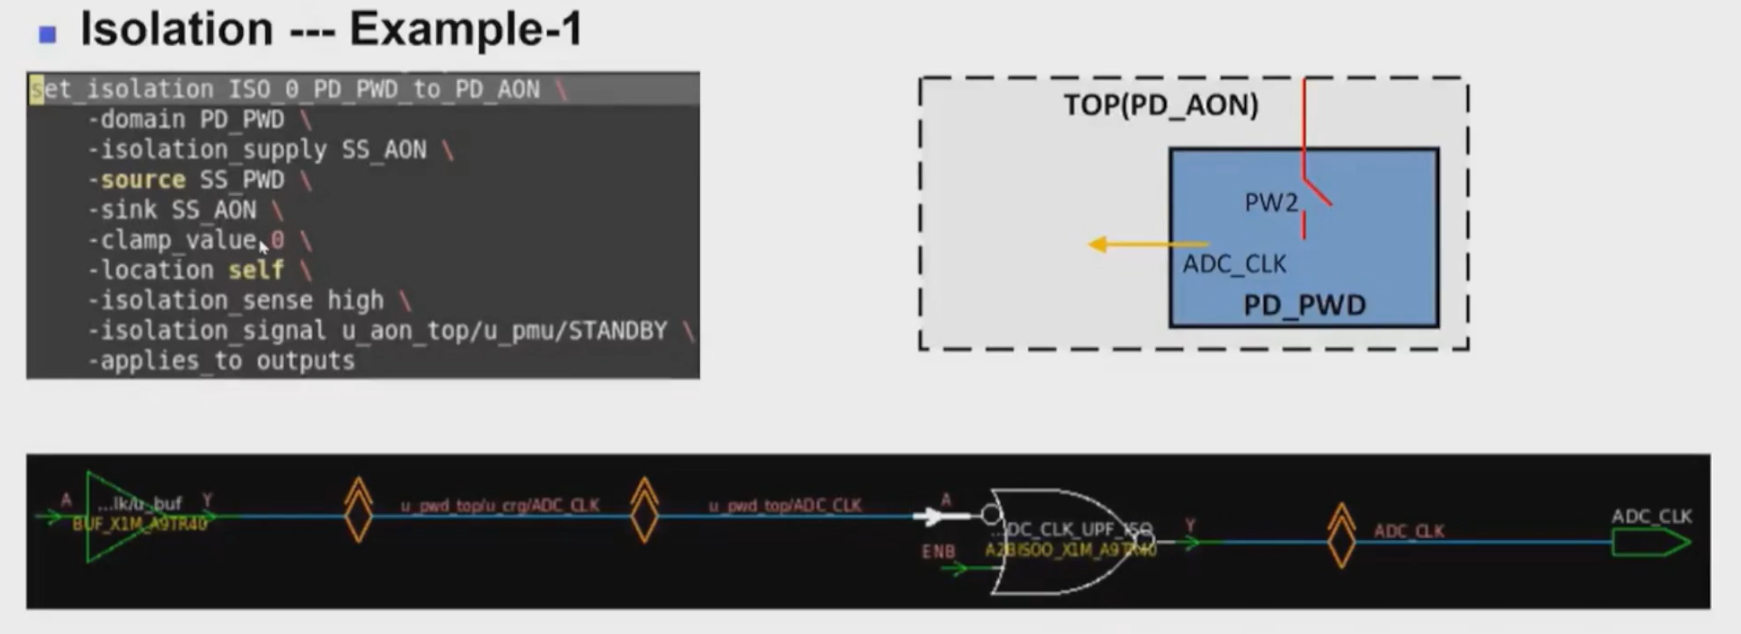 Isolation --- Example-1
set_isolation ISO_0_PD_PWD_to_PD_AON \
-domain PD_PWD \
-isolation_supply SS_AON \
-source SS_PWD \
-sink SS_AON \
-clamp_value 0 \
-location self \
-isolation_sense high \
-isolation_signal u_aon_top/u_pmu/STANDBY \
-applies_to outputs
TOP(PD_AON)
PW2
ADC_CLK
PD_PWD
A
...lk/u_buf
Y
BUF_X1M_A9TR40
u_pwd_top/u_crg/ADC_CLK
u_pwd_top/ADC_CLK
A
ENB
...DC_CLK_UPF_ISO
Y
ADC_CLK
ADC_CLK